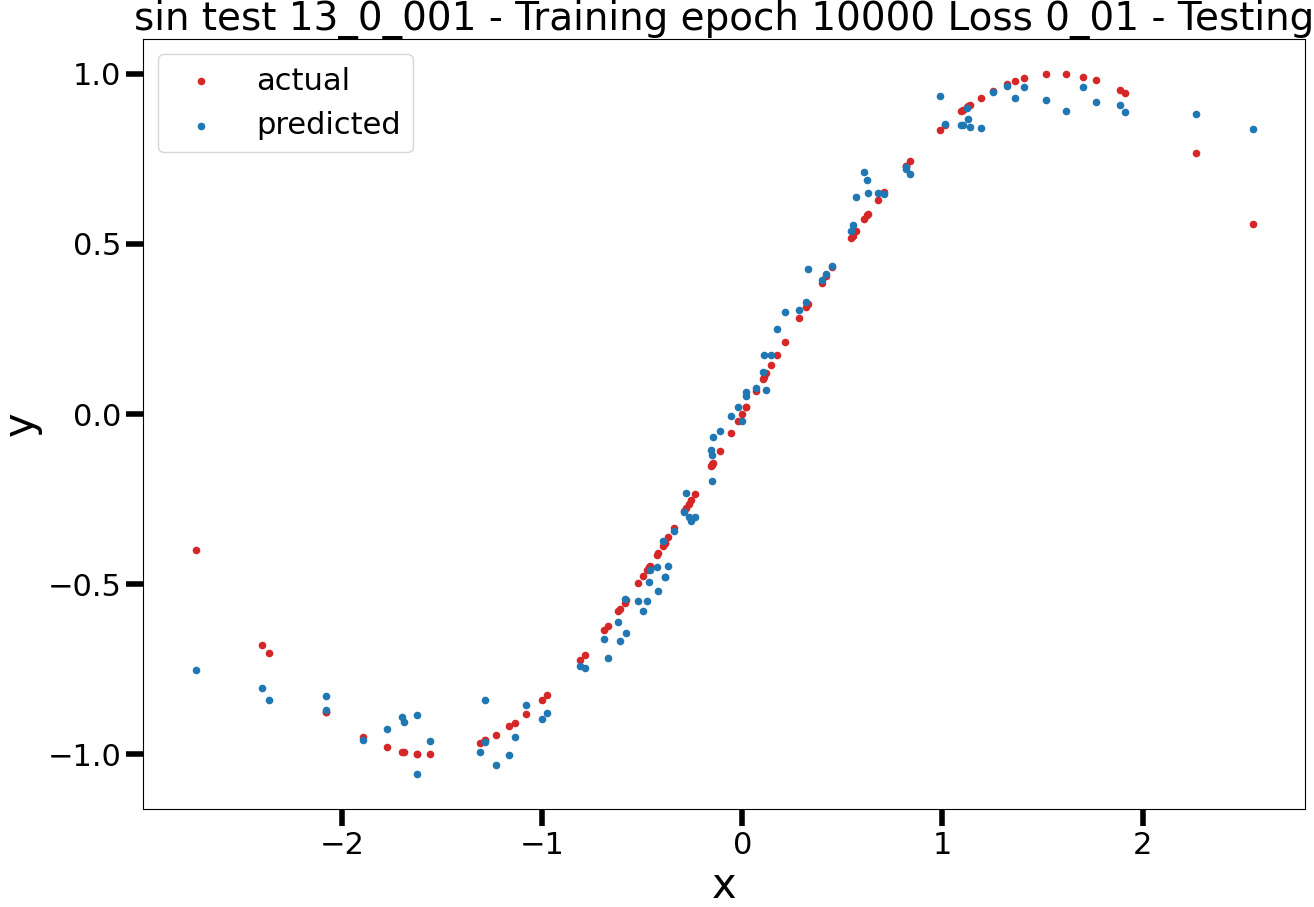 sin test 13_0_001 - Training epoch 10000 Loss 0_01 - Testing
actual
predicted
1.0
0.5
0.0
−0.5
−1.0
y
−2
−1
0
1
2
x